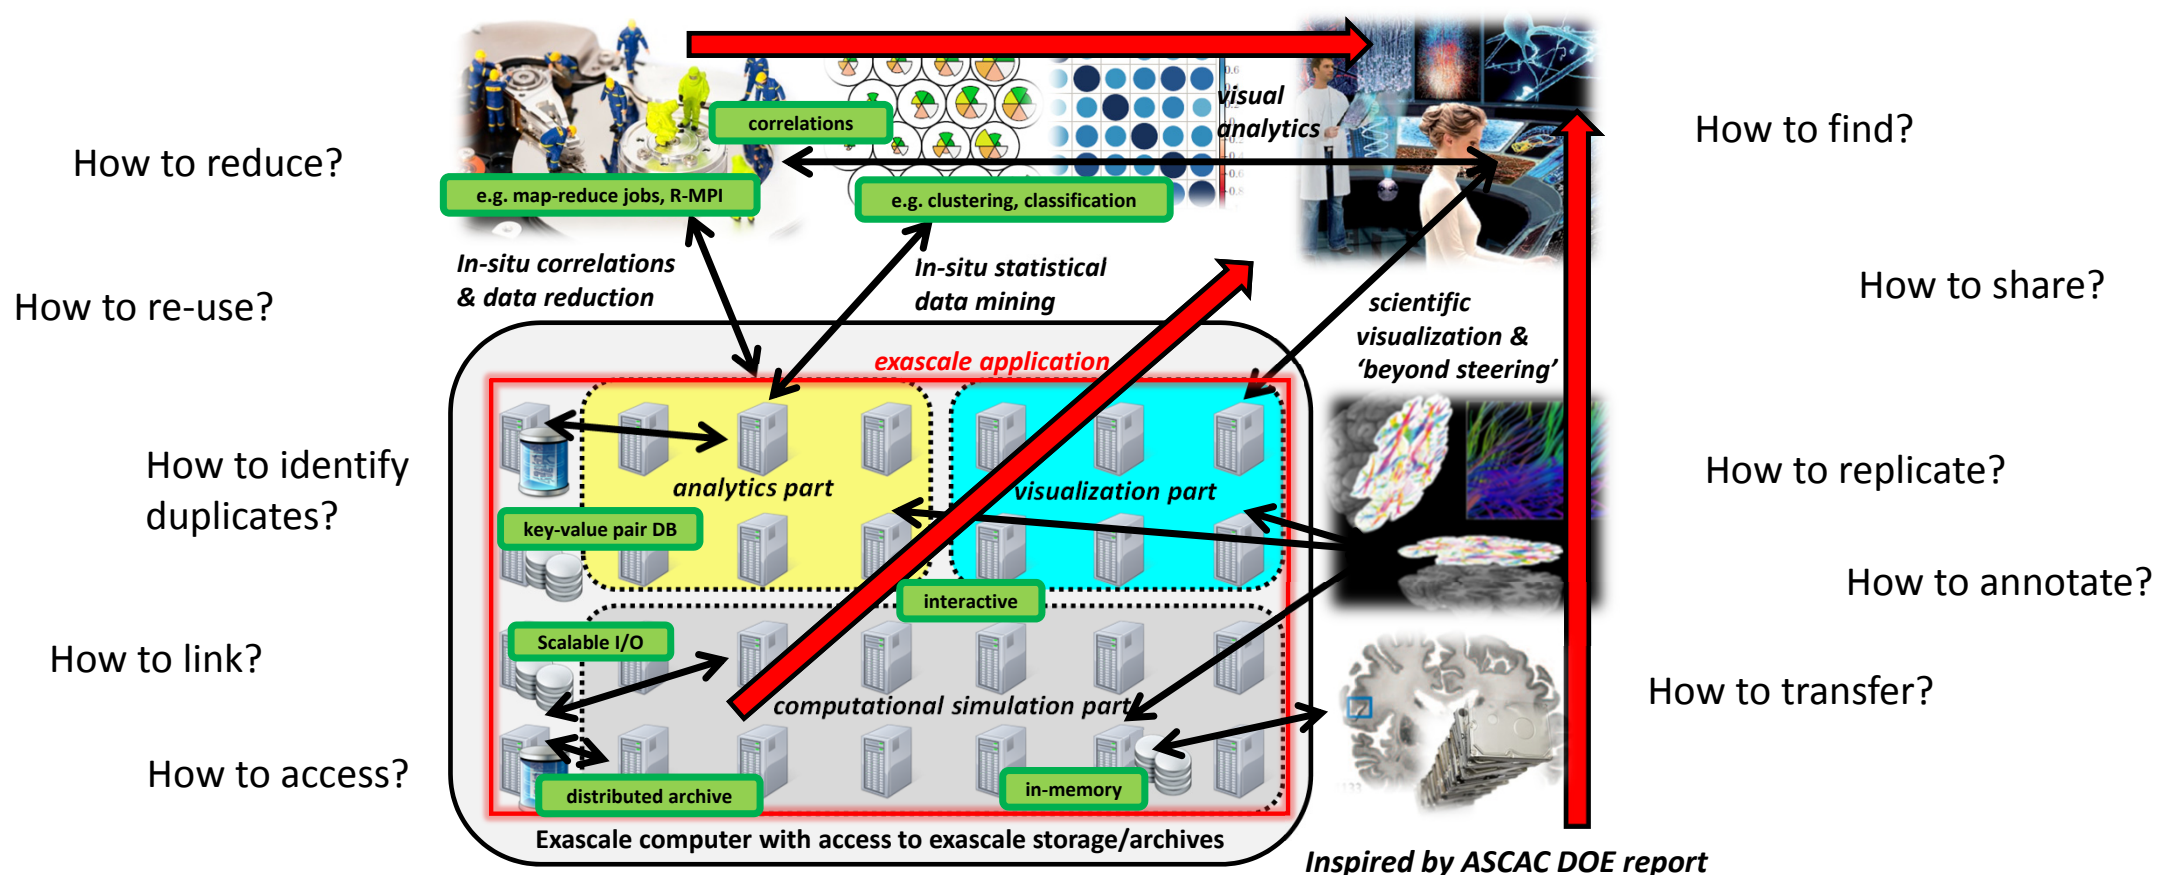 How to reduce?
How to re-use?
How to identify
duplicates?
How to link?
How to access?
correlations
e.g. map-reduce jobs, R-MPI
e.g. clustering, classification
visual
analytics
In-situ correlations
& data reduction
In-situ statistical
data mining
scientific
visualization &
‘beyond steering’
exascale application
analytics part
visualization part
key-value pair DB
interactive
Scalable I/O
computational simulation part
distributed archive
in-memory
Exascale computer with access to exascale storage/archives
Inspired by ASCAC DOE report
How to find?
How to share?
How to replicate?
How to annotate?
How to transfer?